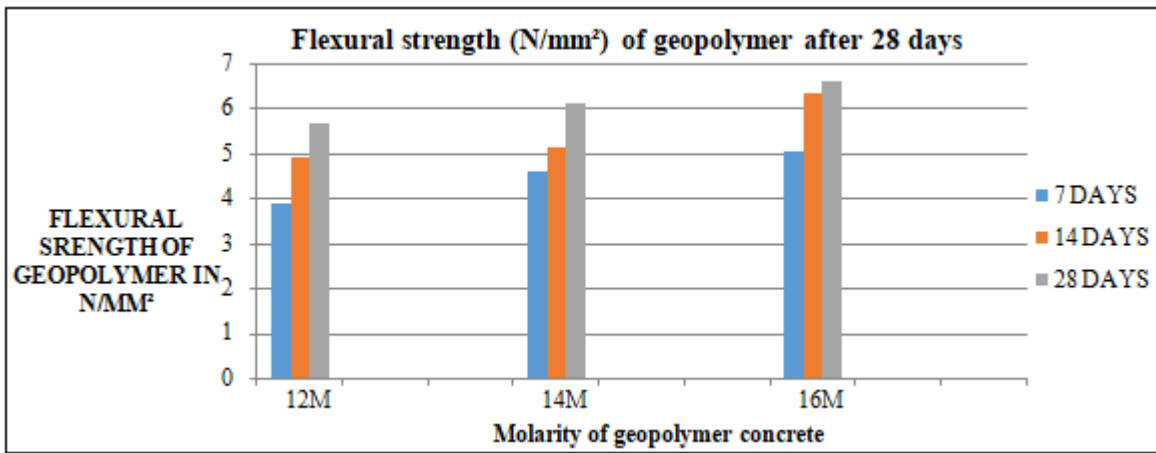 Flexural strength (N/mm²) of geopolymer after 28 days
7
6
5
4
3
2
1
0
FLEXURAL
SRENGTH OF
GEOPOLYMER IN
N/MM²
12M
14M
16M
Molarity of geopolymer concrete
7 DAYS
14 DAYS
28 DAYS